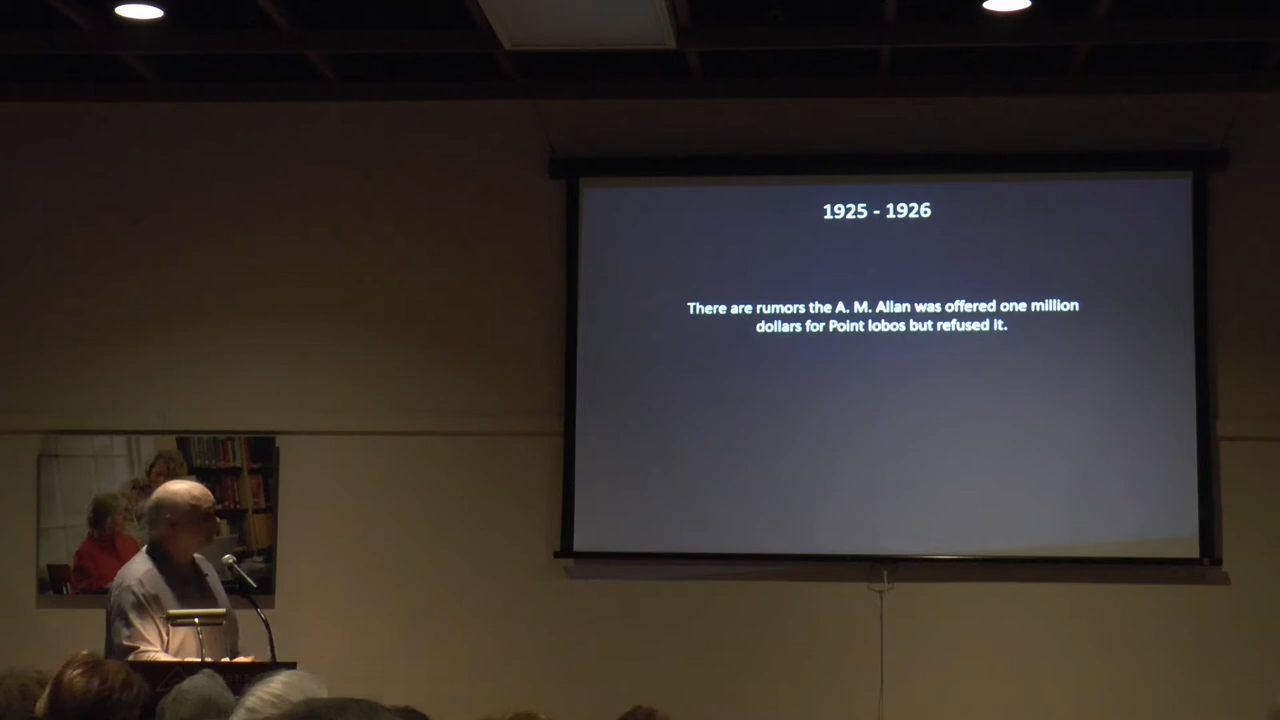 1925 - 1926
There are rumors the A. M. Allan was offered one million
dollars for Point lobos but refused it.